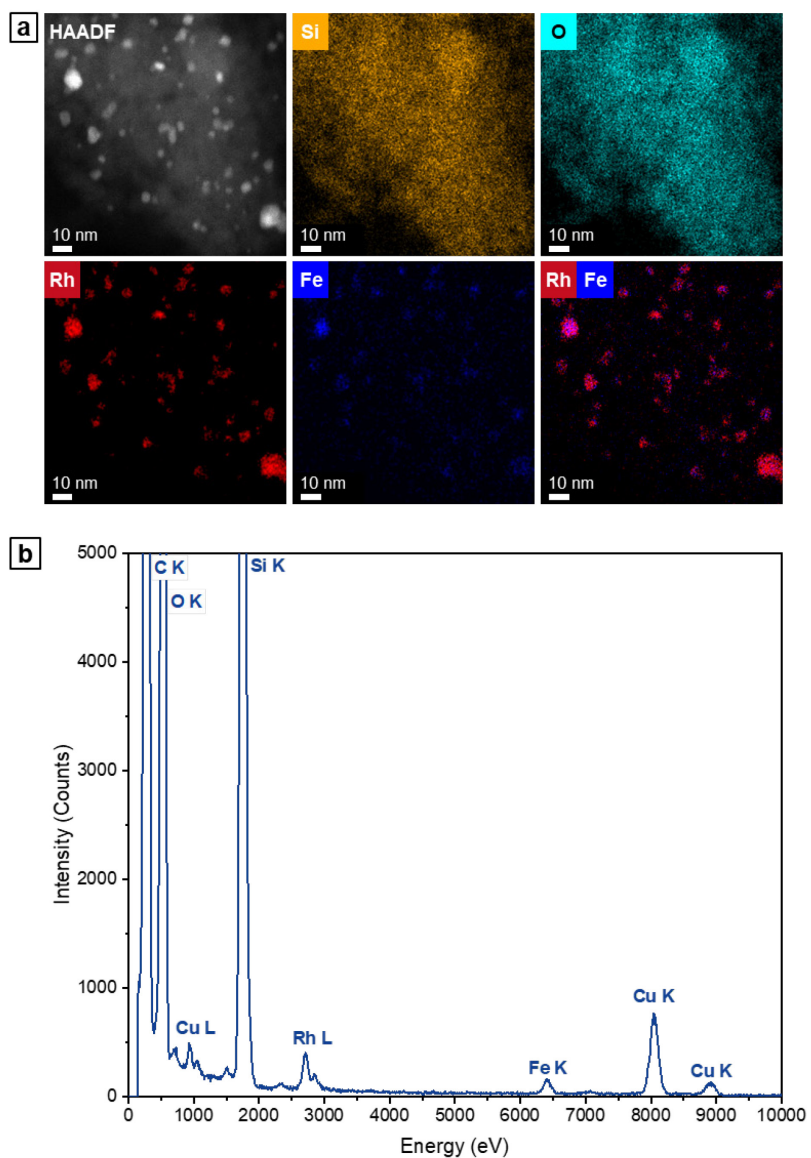 a
HAADF
Si
O
10 nm
10 nm
10 nm
Rh
Fe
Rh Fe
10 nm
10 nm
10 nm
b
5000
C K
Si K
O K
4000
3000
Intensity (Counts)
2000
1000
Cu K
Cu L
Rh L
Fe K
Cu K
0
0 1000 2000 3000 4000 5000 6000 7000 8000 9000 10000
Energy (eV)